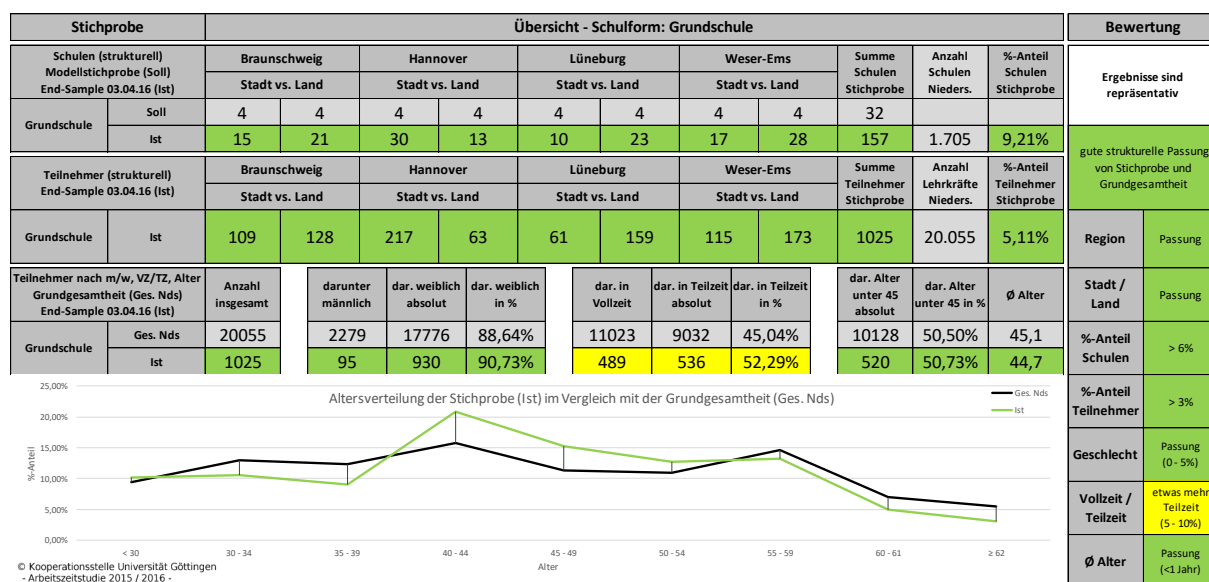 Stichprobe Übersicht - Schulform: Grundschule Bewertung
Schulen (strukturell)
Modellstichprobe (Soll)
End-Sample 03.04.16 (Ist)
Braunschweig Hannover Lüneburg Weser-Ems
Stadt vs. Land Stadt vs. Land Stadt vs. Land Stadt vs. Land
Summe
Schulen
Stichprobe
Anzahl
Schulen
Nieders.
%-Anteil
Schulen
Stichprobe
Ergebnisse sind
repräsentativ
Grundschule
Soll 4 4 4 4 4 4 4 4 32
Ist 15 21 30 13 10 23 17 28 157 1.705 9,21%
gute strukturelle Passung
von Stichprobe und
Grundgesamtheit
Teilnehmer (strukturell)
End-Sample 03.04.16 (Ist)
Braunschweig Hannover Lüneburg Weser-Ems
Stadt vs. Land Stadt vs. Land Stadt vs. Land Stadt vs. Land
Summe
Teilnehmer
Stichprobe
Anzahl
Lehrkräfte
Nieders.
%-Anteil
Teilnehmer
Stichprobe
Grundschule Ist 109 128 217 63 61 159 115 173 1025 20.055 5,11%
Region Passung
Teilnehmer nach m/w, VZ/TZ, Alter
Grundgesamtheit (Ges. Nds)
End-Sample 03.04.16 (Ist)
Anzahl
insgesamt
darunter
männlich
dar. weiblich
absolut
dar. weiblich
in %
dar. in
Vollzeit
dar. in Teilzeit
absolut
dar. in Teilzeit
in %
dar. Alter
unter 45
absolut
dar. Alter
unter 45 in %
Ø Alter
Stadt /
Land
Passung
Grundschule
Ges. Nds 20055 2279 17776 88,64% 11023 9032 45,04% 10128 50,50% 45,1
Ist 1025 95 930 90,73% 489 536 52,29% 520 50,73% 44,7
%-Anteil
Schulen
> 6%
%-Anteil
Teilnehmer
> 3%
Geschlecht
Passung
(0 - 5%)
Vollzeit /
Teilzeit
etwas mehr
Teilzeit
(5 - 10%)
Ø Alter
Passung
(<1 Jahr)
Altersverteilung der Stichprobe (Ist) im Vergleich mit der Grundgesamtheit (Ges. Nds)
Ges. Nds
Ist
%-Anteil
25,00%
20,00%
15,00%
10,00%
5,00%
0,00%
< 30 30 - 34 35 - 39 40 - 44 45 - 49 50 - 54 55 - 59 60 - 61 ≥ 62
Alter
© Kooperationsstelle Universität Göttingen
- Arbeitszeitstudie 2015 / 2016 -